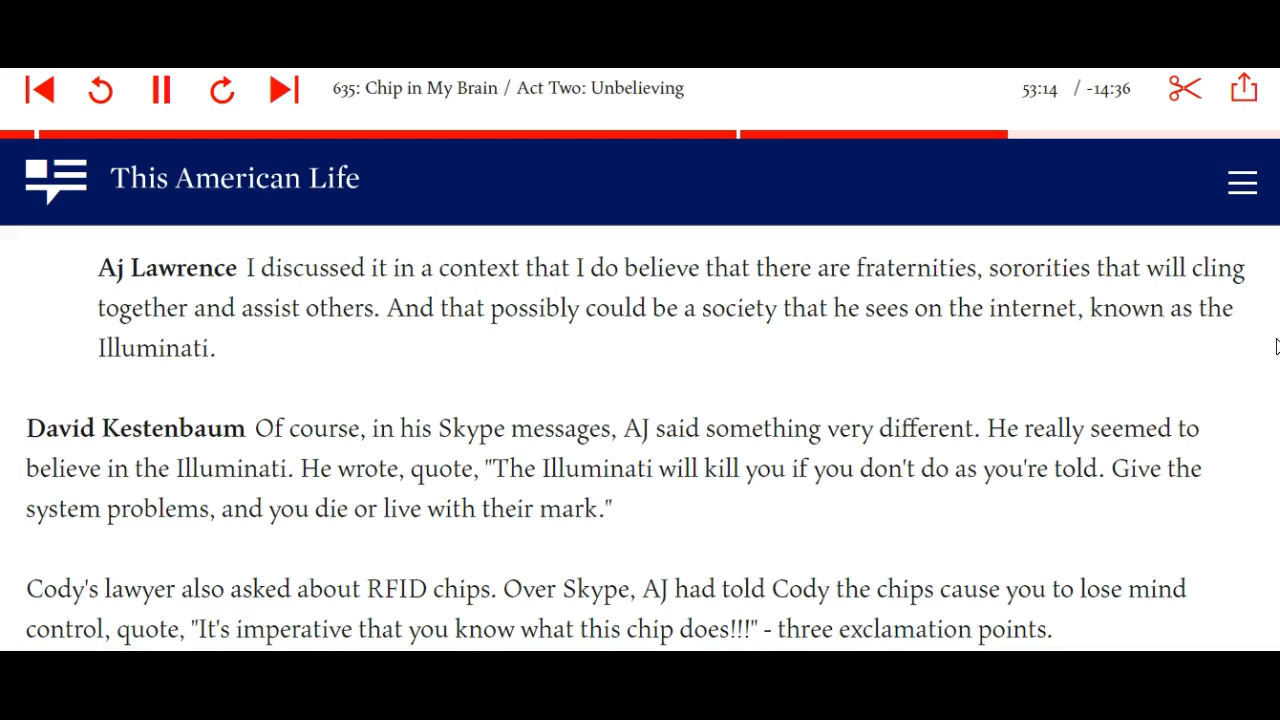 635: Chip in My Brain / Act Two: Unbelieving 53:14 / -14:36
This American Life
Aj Lawrence I discussed it in a context that I do believe that there are fraternities, sororities that will cling
together and assist others. And that possibly could be a society that he sees on the internet, known as the
Illuminati.
David Kestenbaum Of course, in his Skype messages, AJ said something very different. He really seemed to
believe in the Illuminati. He wrote, quote, "The Illuminati will kill you if you don't do as you're told. Give the
system problems, and you die or live with their mark."
Cody's lawyer also asked about RFID chips. Over Skype, AJ had told Cody the chips cause you to lose mind
control, quote, "It's imperative that you know what this chip does!!!" - three exclamation points.